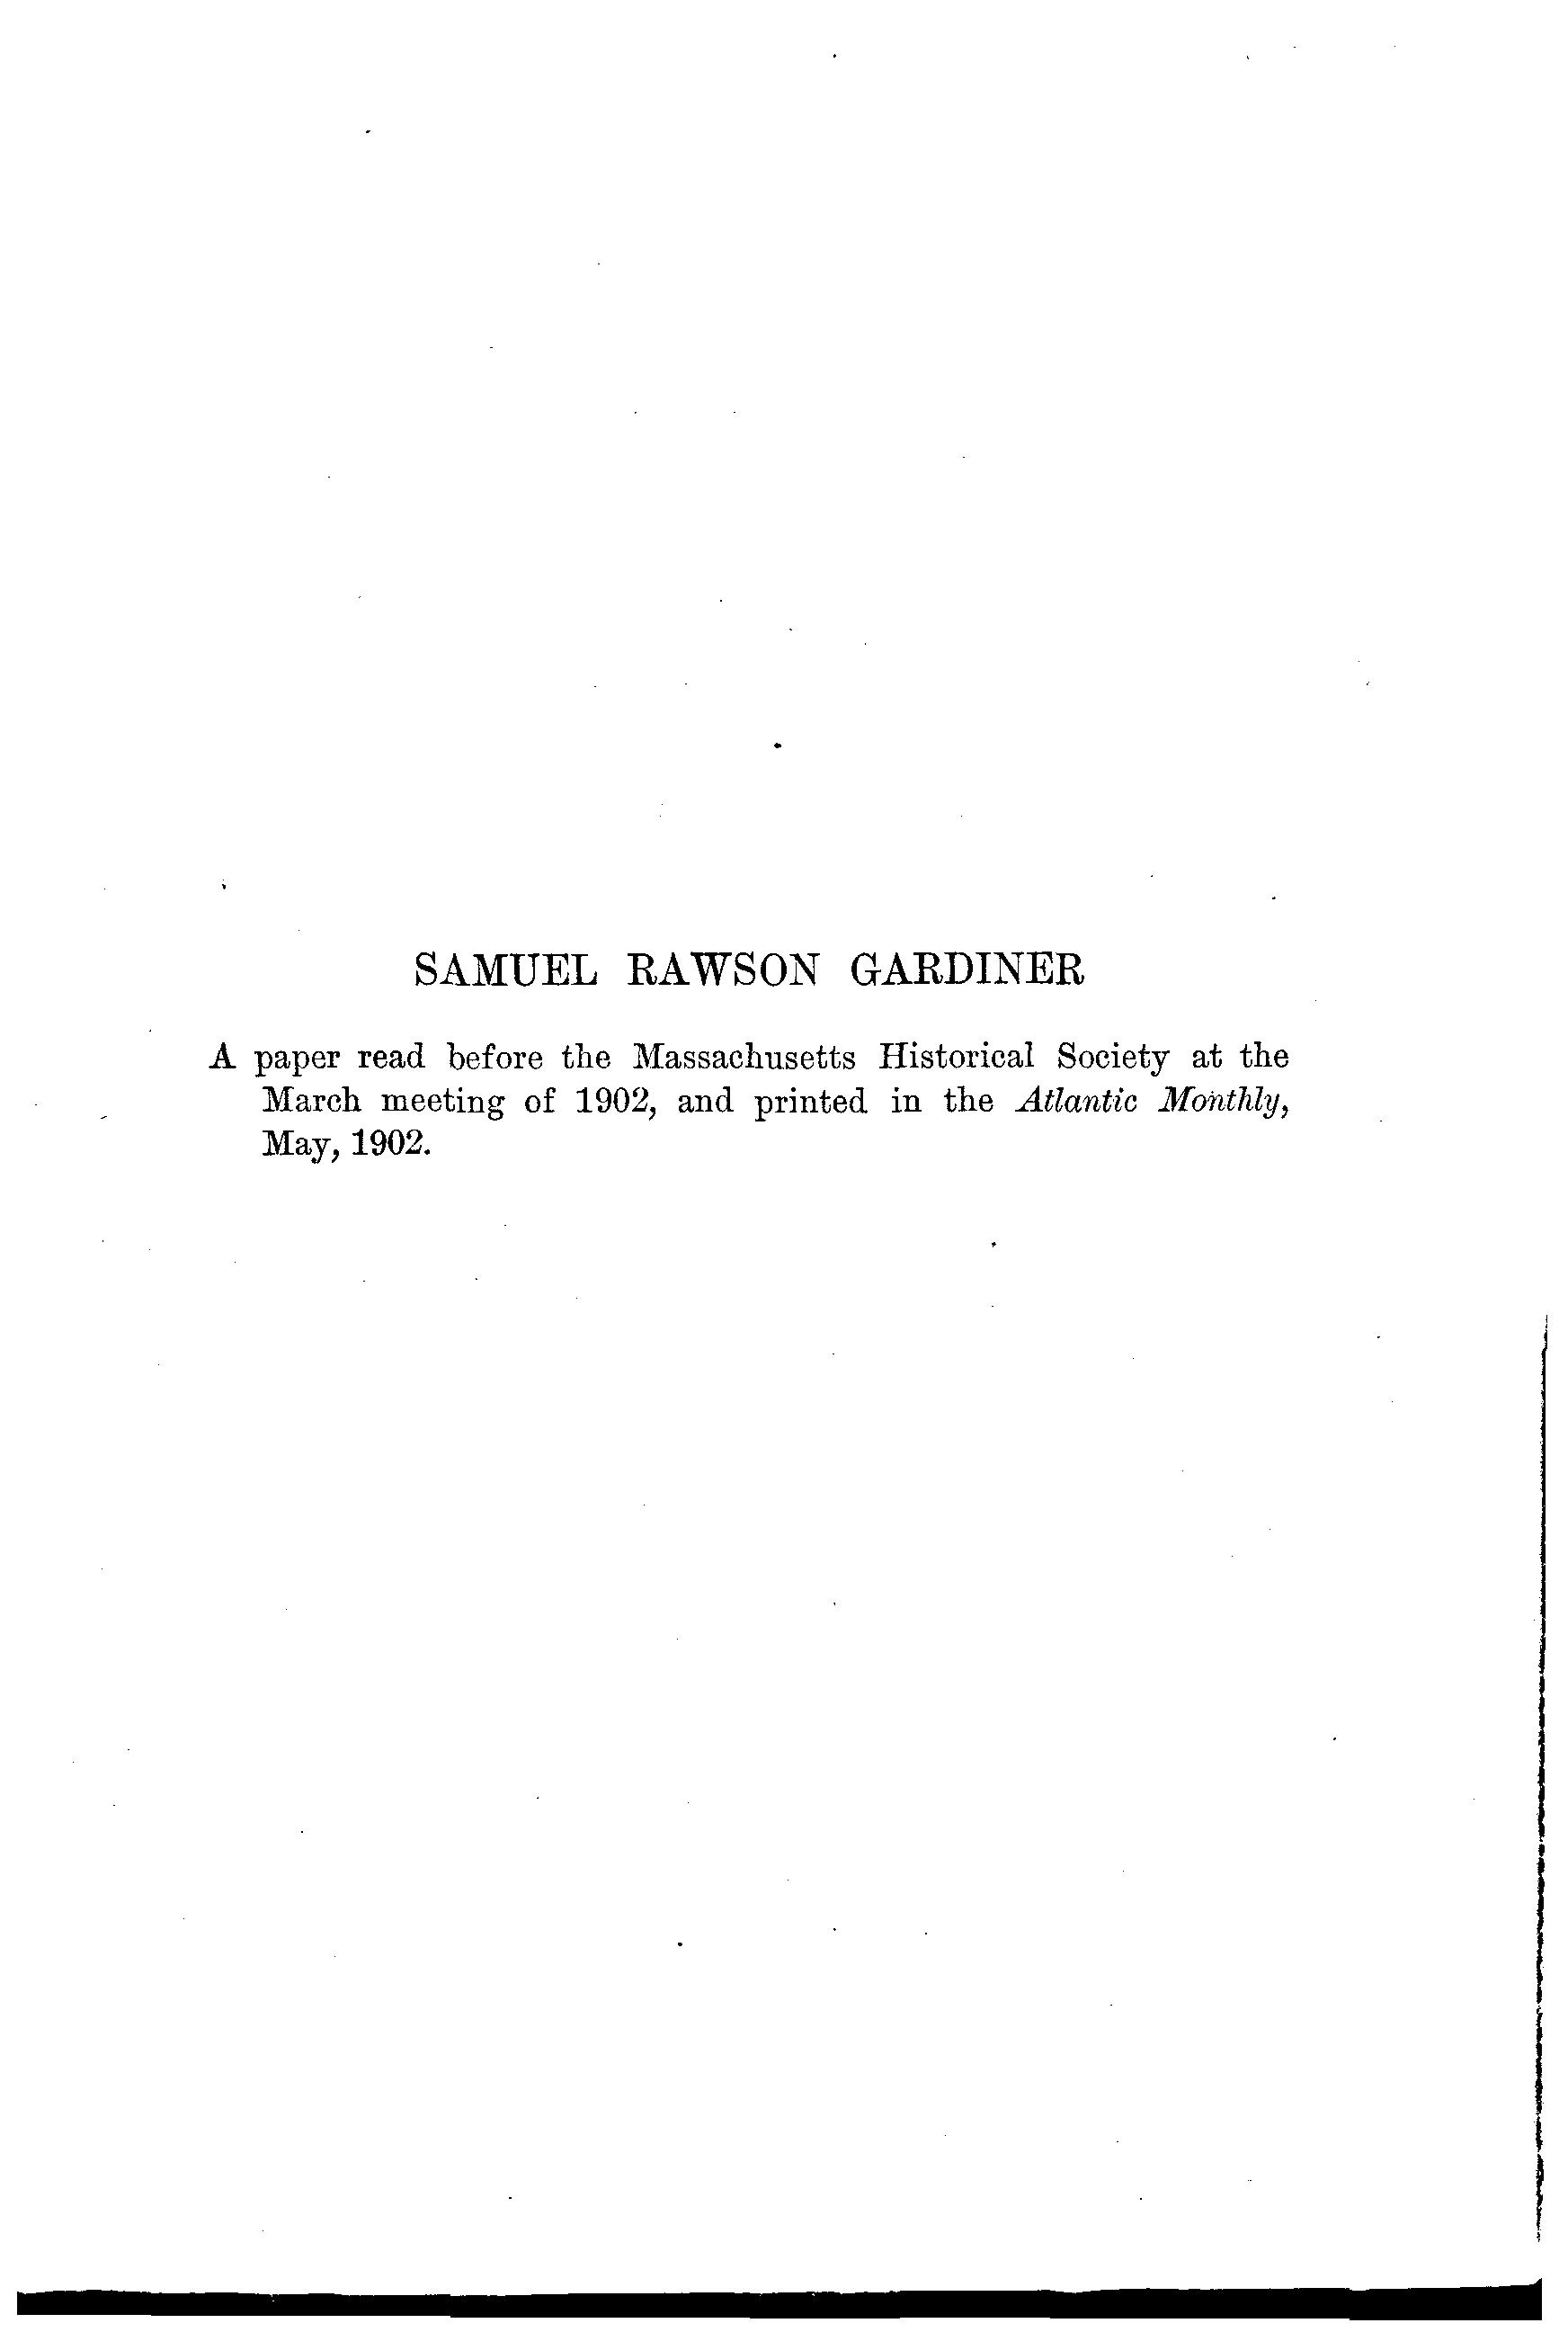 SAMUEL RAWSON GARDINER
A paper read before the Massachusetts Historical Society at the
March meeting of 1902, and printed in the Atlantic Monthly,
May, 1902.